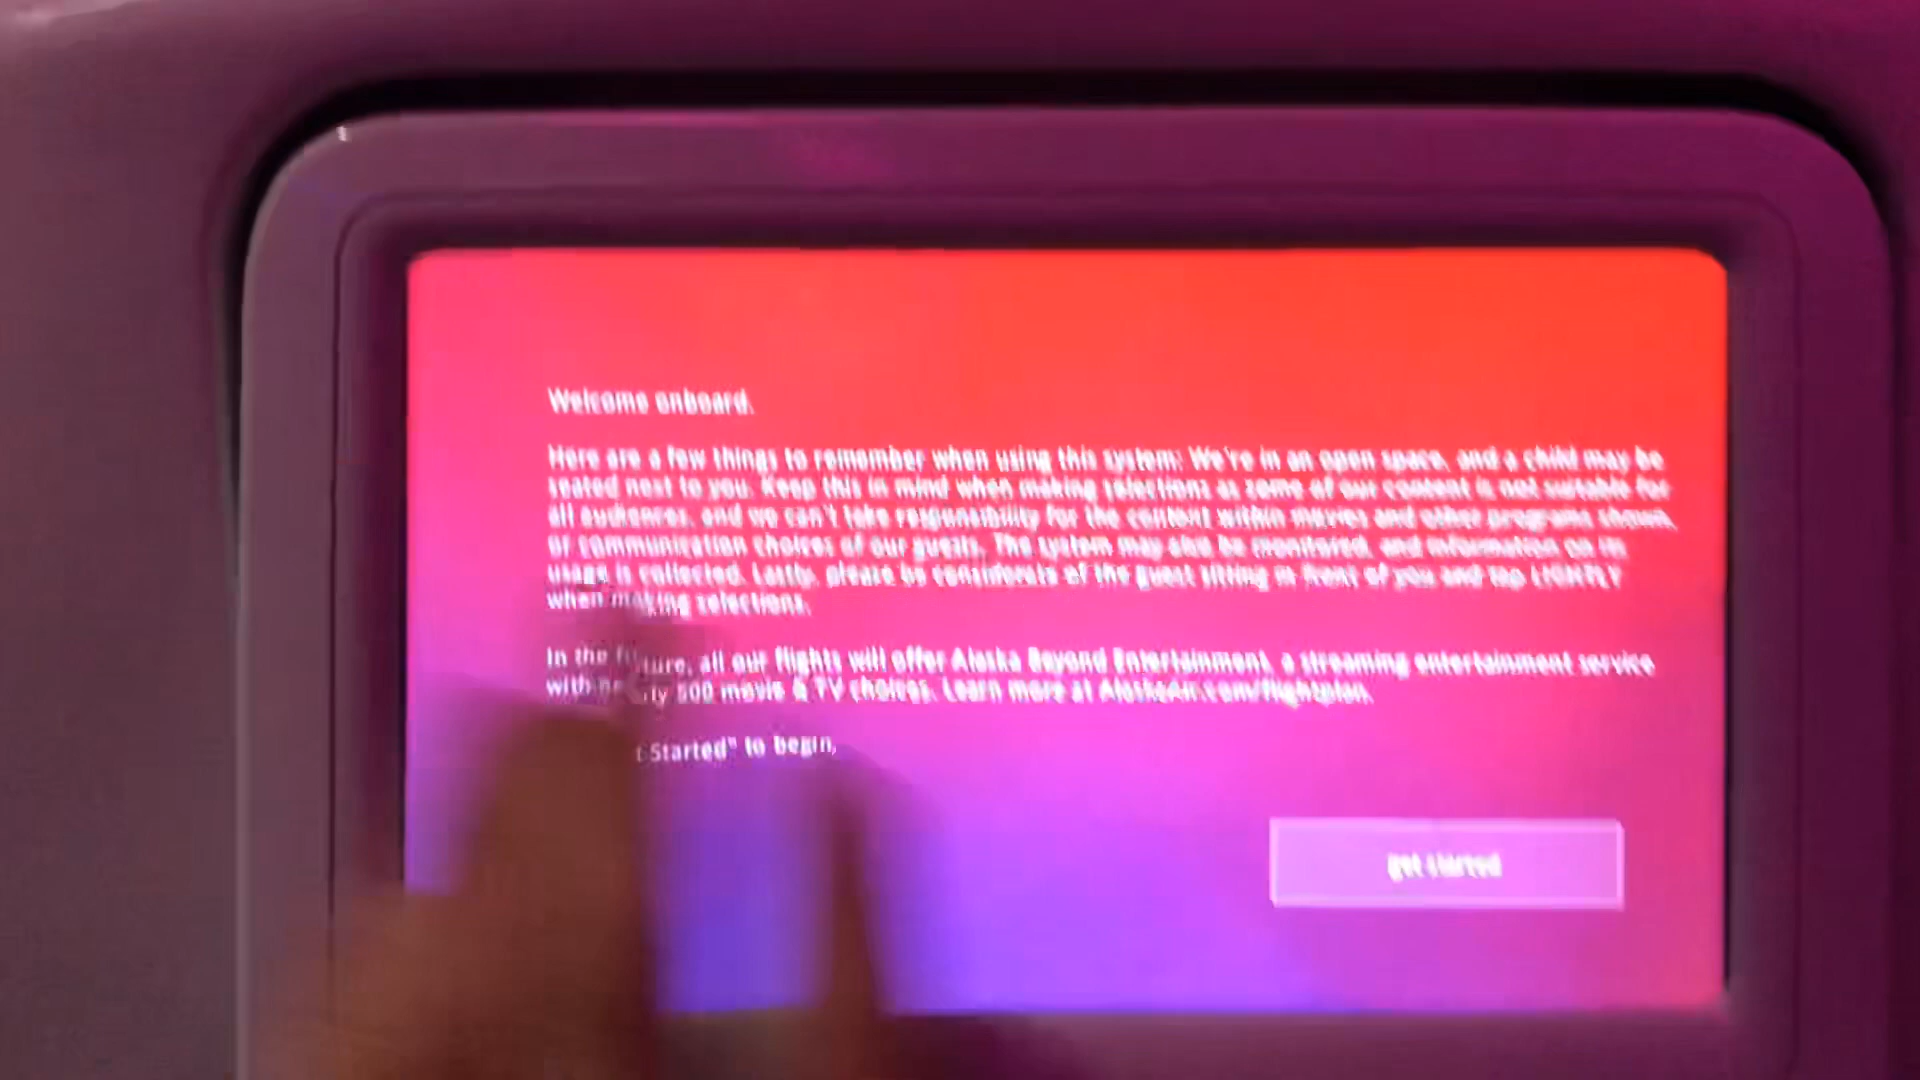 Welcome onboard.
Here are a few things to remember when using this system: We're in an open space, and a child may be
seated next to you. Keep this in mind when making selections as some of our content is not suitable for
all audiences, and we can't take responsibility for the content within movies and other programs shown,
or communication choices of our guests. The system may also be monitored, and information on its
usage is collected. Lastly, please be considerate of the guest sitting in front of you and tap LIGHTLY
when making selections.
In the future, all our flights will offer Alaska Beyond Entertainment, a streaming entertainment service
with 500 movie & TV choices. Learn more at AlaskaAir.com/flightplan.
Started" to begin.
get started